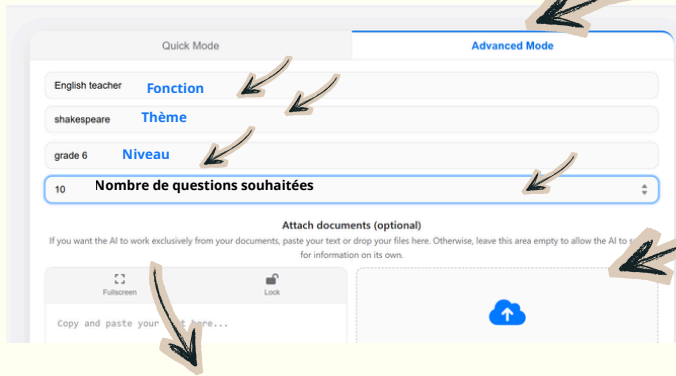 Quick Mode
Advanced Mode
English teacher Fonction
shakespeare Thème
grade 6 Niveau
10 Nombre de questions souhaitées
Attach documents (optional)
If you want the AI to work exclusively from your documents, paste your text or drop your files here. Otherwise, leave this area empty to allow the AI to
for information on its own.
Fullscreen
Lock
Copy and paste your here...